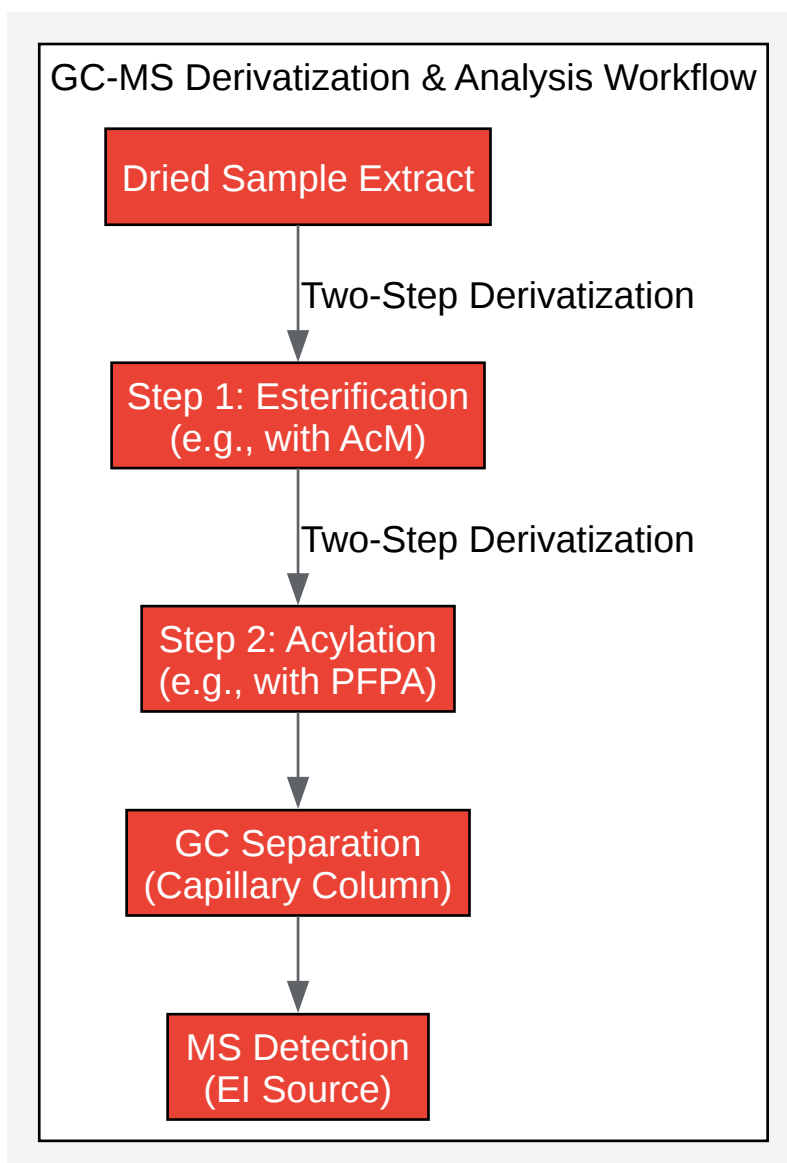 GC-MS Derivatization & Analysis Workflow
Dried Sample Extract
Two-Step Derivatization
Step 1: Esterification
(e.g., with AcM)
Two-Step Derivatization
Step 2: Acylation
(e.g., with PFPA)
GC Separation
(Capillary Column)
MS Detection
(EI Source)